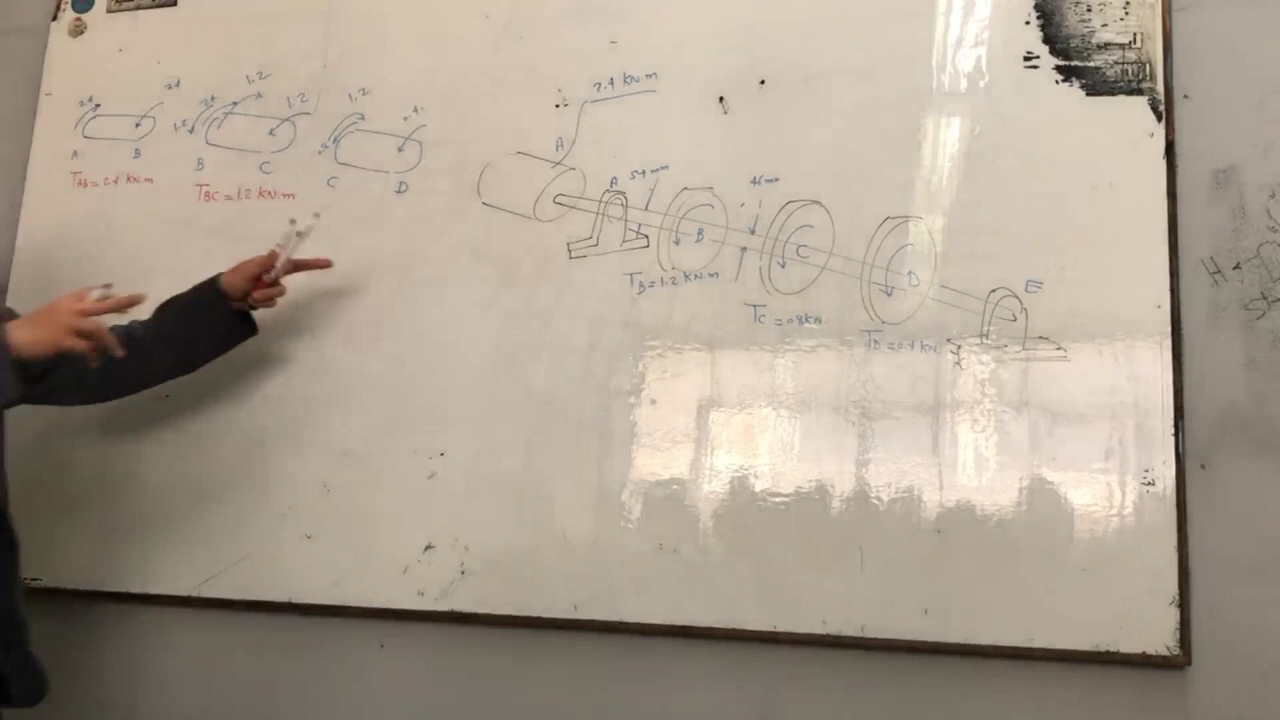 2.4 2.4
A B
T_AB = 2.4 KN.m
2.4 1.2 1.2 1.2
B C
T_BC = 1.2 KN.m
1.2 0.4
C D
2.4 KN.m
A
A 54 mm
46 mm
B
C
D
E
T_B = 1.2 KN.m
T_C = 0.8 KN
T_D = 0.4 KN.
H